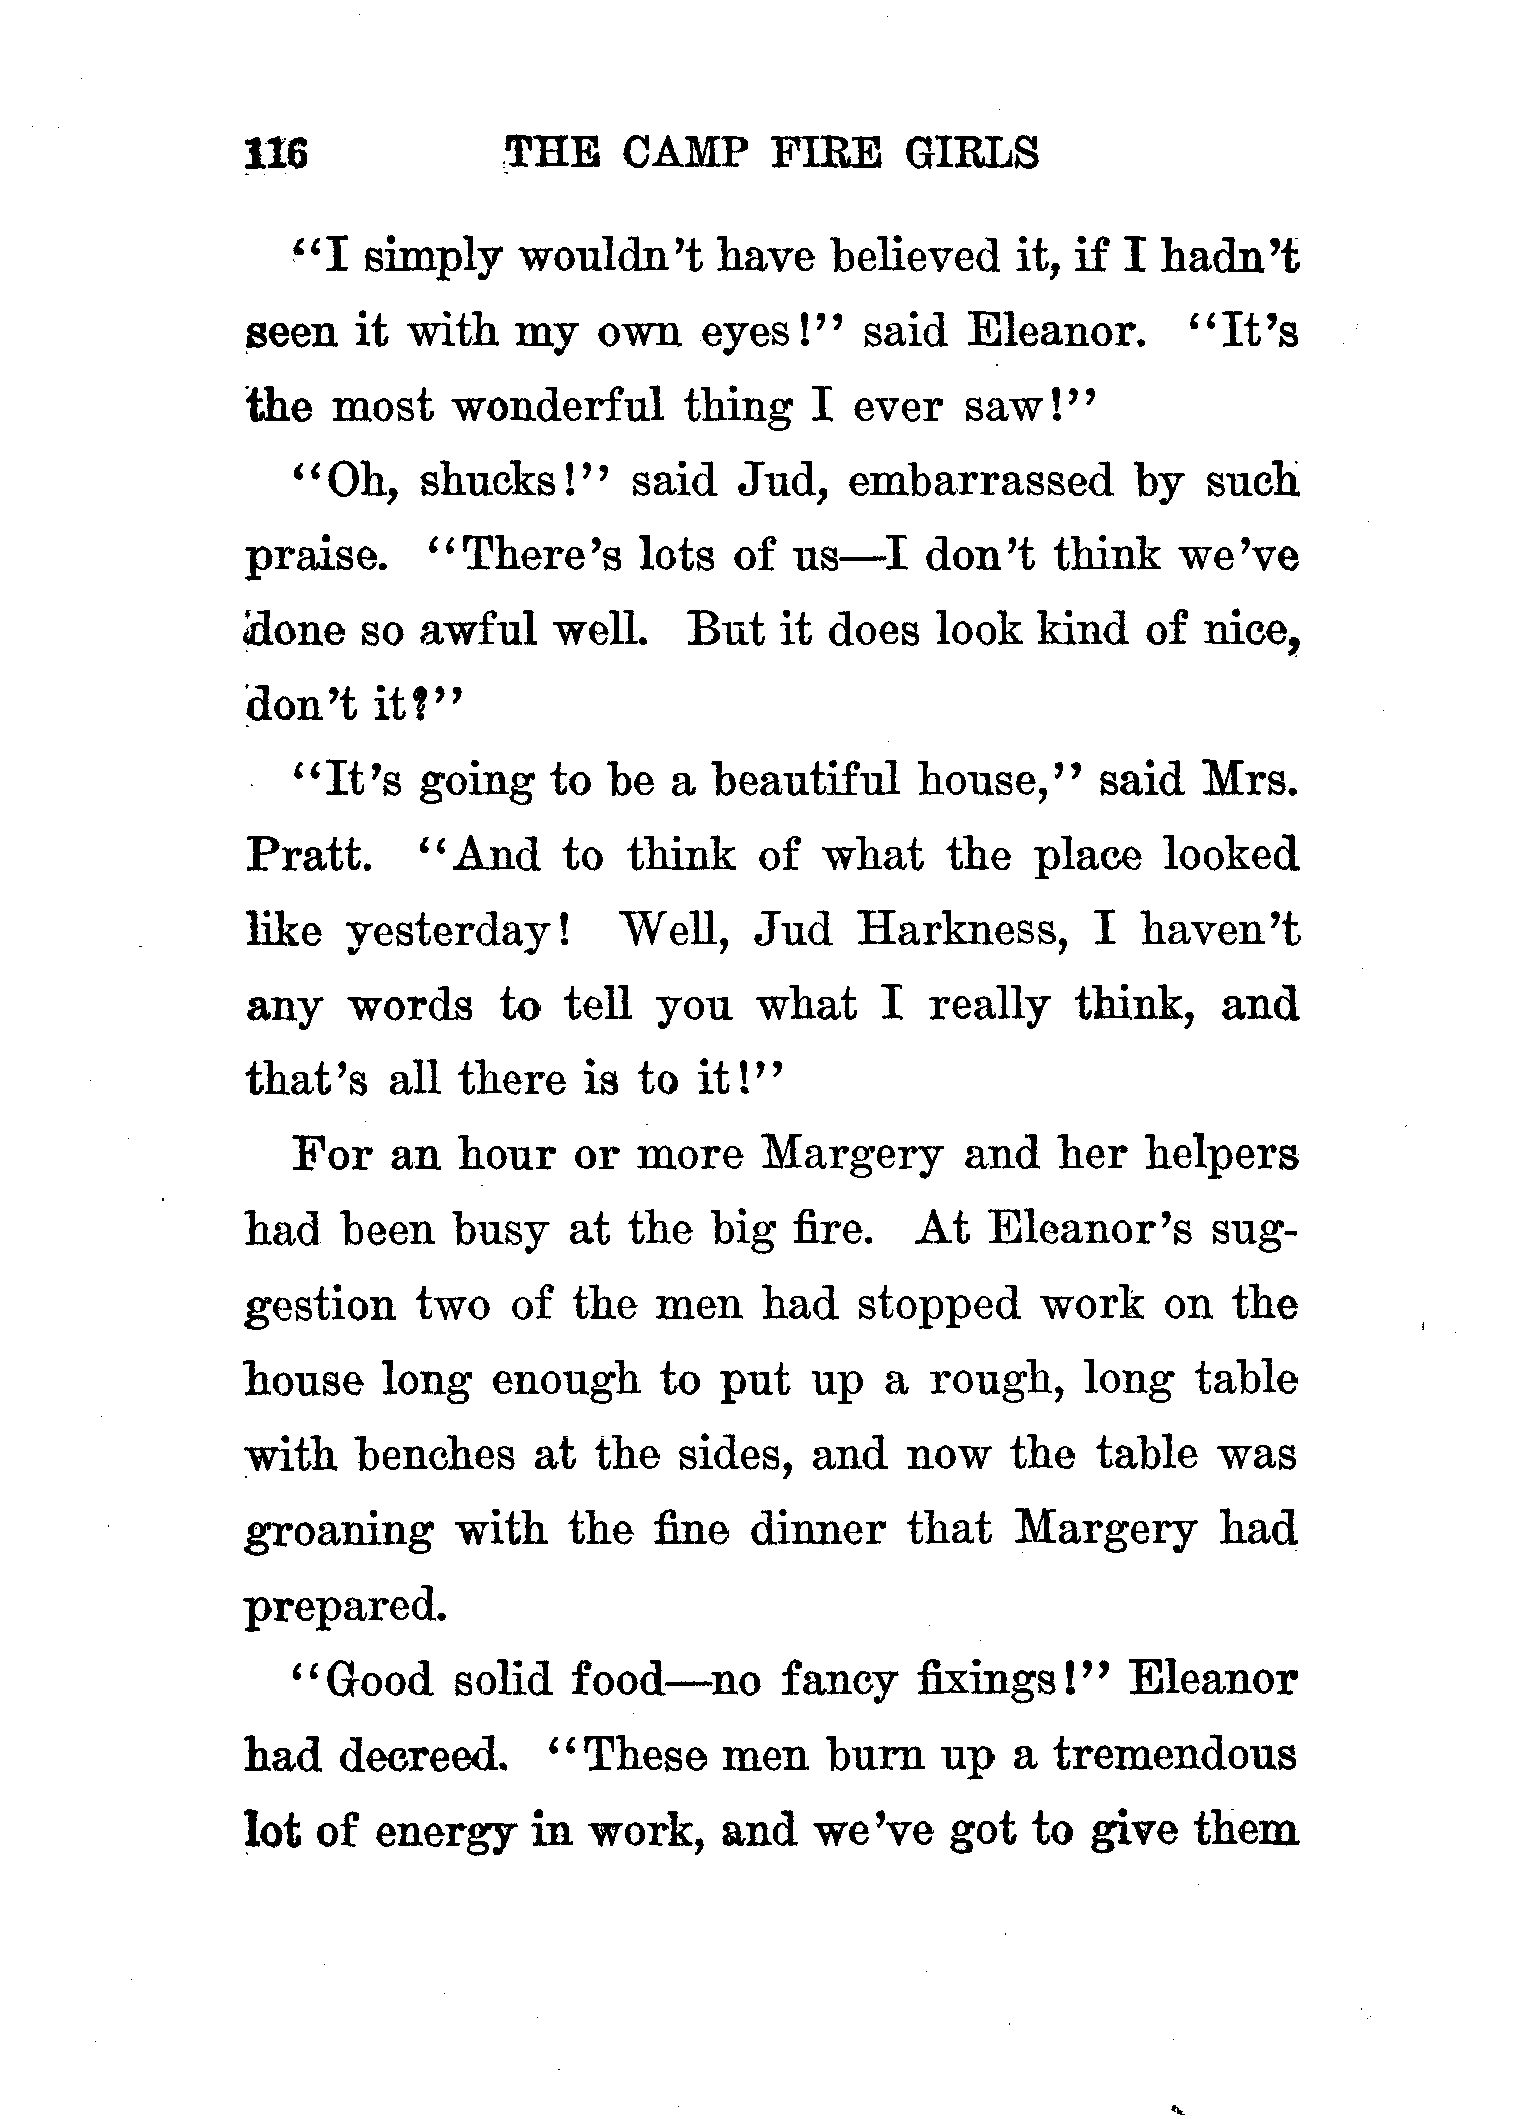 116 THE CAMP FIRE GIRLS
"I simply wouldn't have believed it, if I hadn't
seen it with my own eyes!" said Eleanor. "It's
the most wonderful thing I ever saw!"
"Oh, shucks!" said Jud, embarrassed by such
praise. "There's lots of us—I don't think we've
done so awful well. But it does look kind of nice,
don't it?"
"It's going to be a beautiful house," said Mrs.
Pratt. "And to think of what the place looked
like yesterday! Well, Jud Harkness, I haven't
any words to tell you what I really think, and
that's all there is to it!"
For an hour or more Margery and her helpers
had been busy at the big fire. At Eleanor's sug-
gestion two of the men had stopped work on the
house long enough to put up a rough, long table
with benches at the sides, and now the table was
groaning with the fine dinner that Margery had
prepared.
"Good solid food—no fancy fixings!" Eleanor
had decreed. "These men burn up a tremendous
lot of energy in work, and we've got to give them